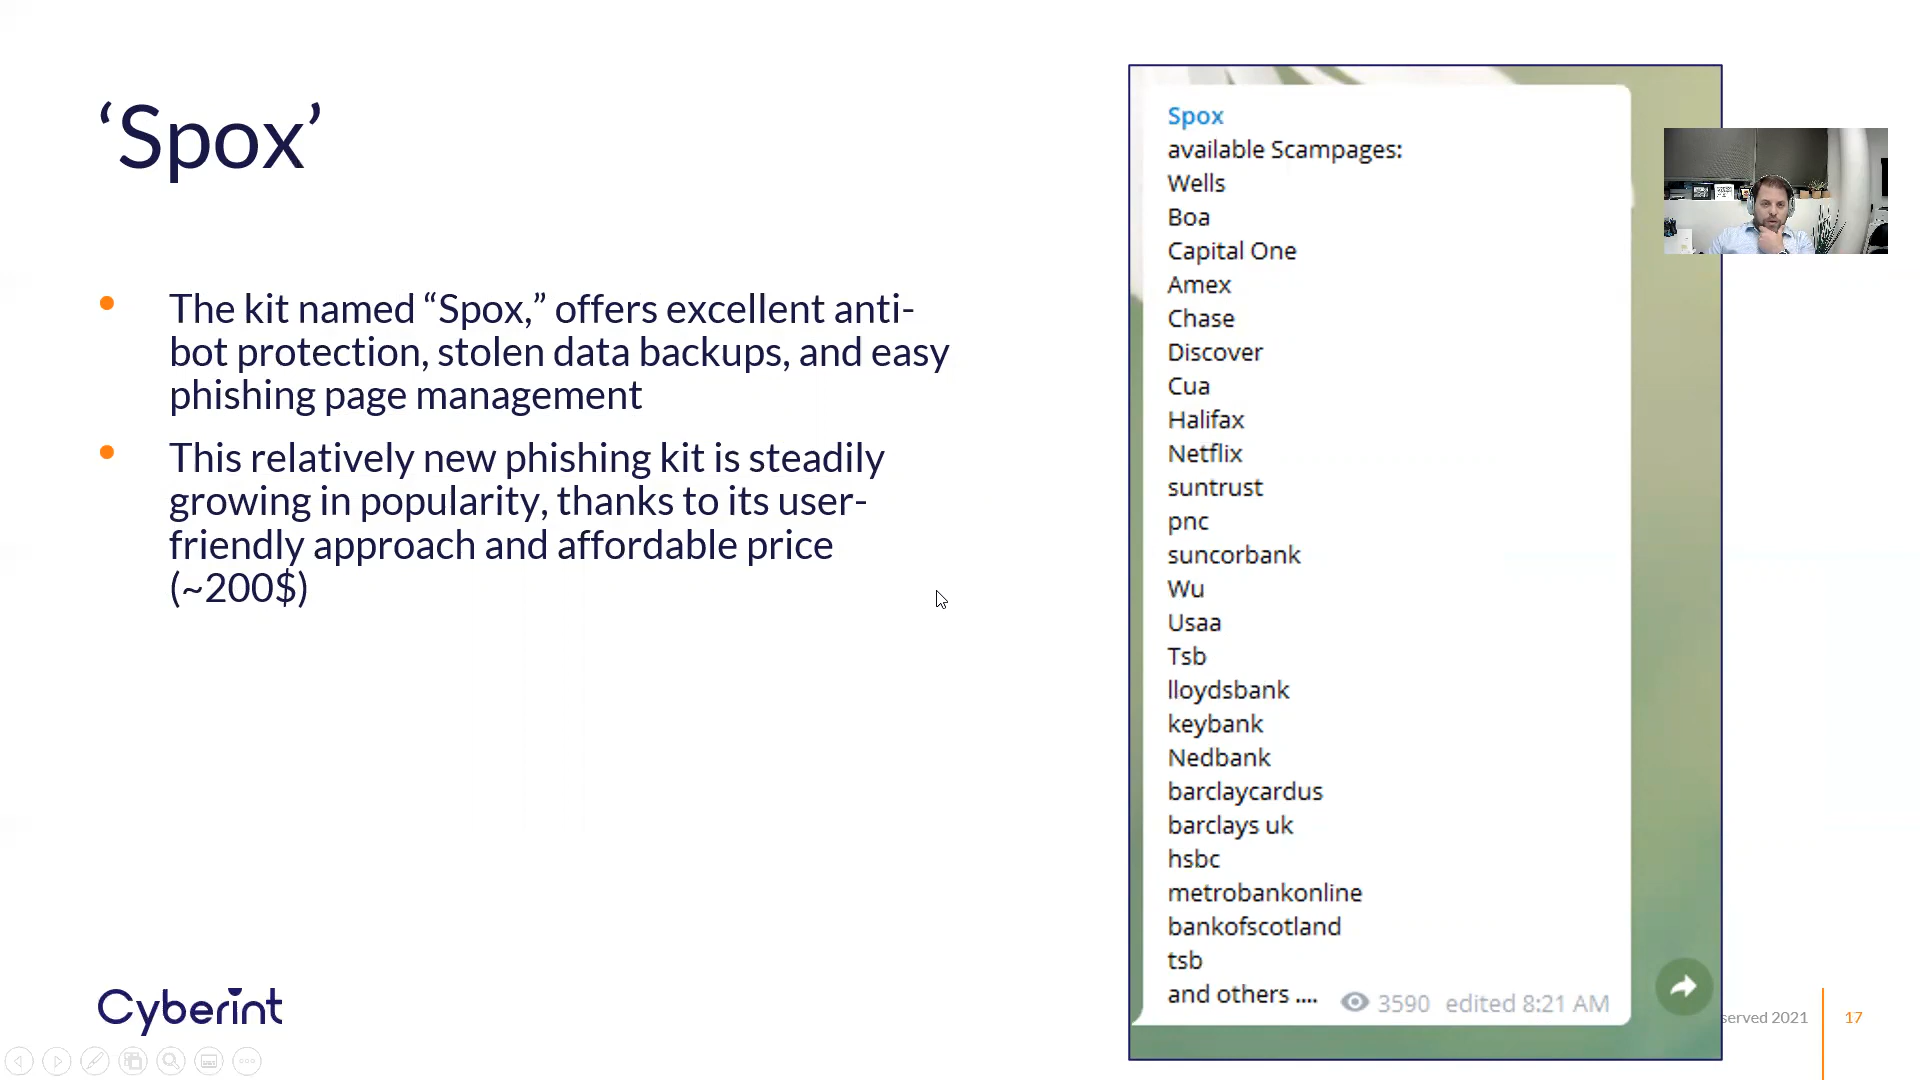 ‘Spox’
The kit named “Spox,” offers excellent anti-
bot protection, stolen data backups, and easy
phishing page management
This relatively new phishing kit is steadily
growing in popularity, thanks to its user-
friendly approach and affordable price
(~200$)
Spox
available Scampages:
Wells
Boa
Capital One
Amex
Chase
Discover
Cua
Halifax
Netflix
suntrust
pnc
suncorbank
Wu
Usaa
Tsb
lloydsbank
keybank
Nedbank
barclaycardus
barclays uk
hsbc
metrobankonline
bankofscotland
tsb
and others ....
3590 edited 8:21 AM
Cyberint
served 2021
17